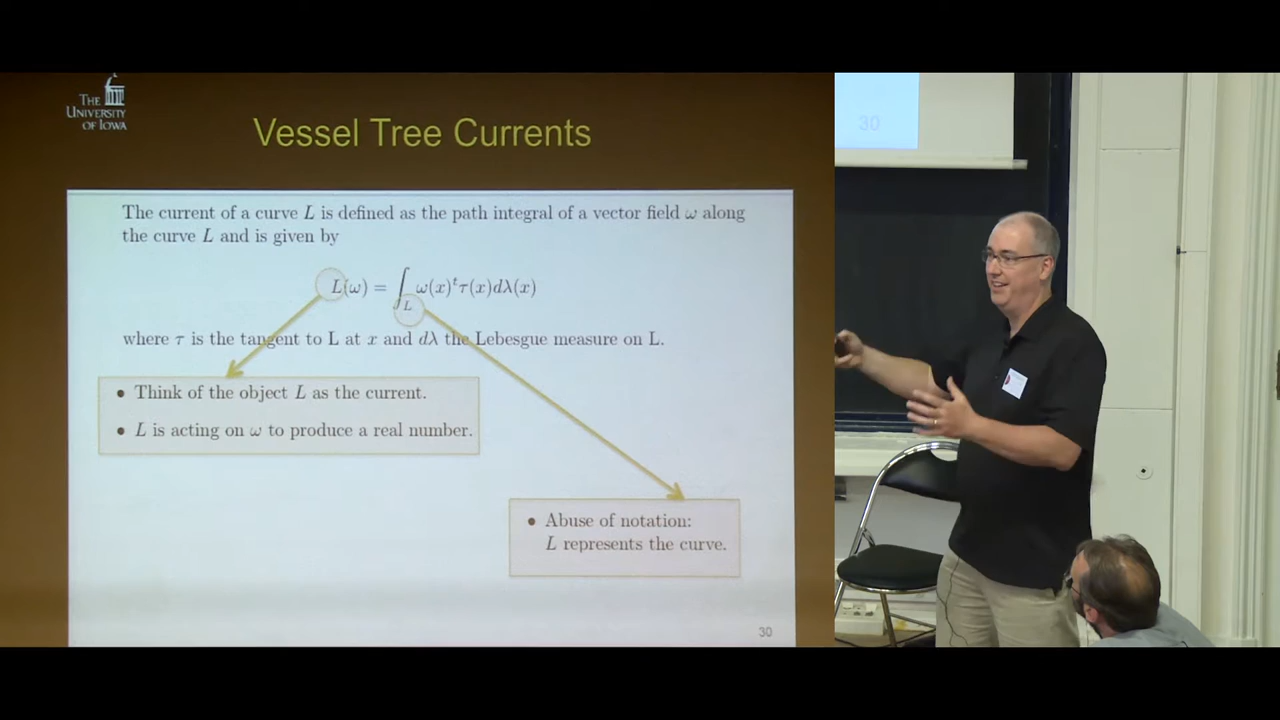 THE
UNIVERSITY
OF IOWA
Vessel Tree Currents
The current of a curve L is defined as the path integral of a vector field ω along
the curve L and is given by
L(ω) = ∫_L ω(x)^t τ(x)dλ(x)
where τ is the tangent to L at x and dλ the Lebesgue measure on L.
• Think of the object L as the current.
• L is acting on ω to produce a real number.
• Abuse of notation:
L represents the curve.
30
30